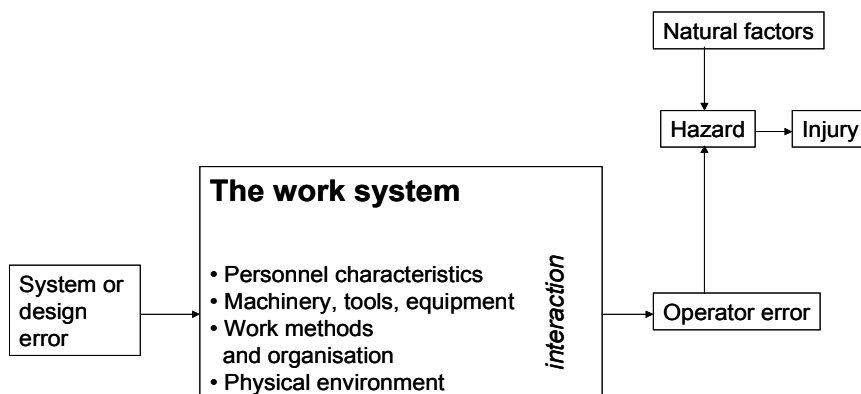 Natural factors
Hazard
Injury
The work system
System or
design
error
• Personnel characteristics
• Machinery, tools, equipment
• Work methods
and organisation
• Physical environment
interaction
Operator error